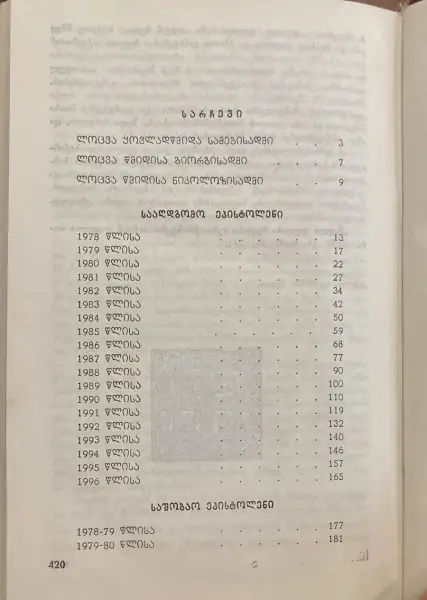 სარჩევი
ლოცვა ყოვლადწმიდა სამებისადმი . . 3
ლოცვა წმიდისა გიორგისადმი . . . 7
ლოცვა წმიდისა ნიკოლოზისადმი . . 9
სააღდგომო ეპისტოლენი
1978 წლისა . . . . . . 13
1979 წლისა . . . . . . 17
1980 წლისა . . . . . . 22
1981 წლისა . . . . . . 27
1982 წლისა . . . . . . 34
1983 წლისა . . . . . . 42
1984 წლისა . . . . . . 50
1985 წლისა . . . . . . 59
1986 წლისა . . . . . . 68
1987 წლისა . . . . . . 77
1988 წლისა . . . . . . 90
1989 წლისა . . . . . . 100
1990 წლისა . . . . . . 110
1991 წლისა . . . . . . 119
1992 წლისა . . . . . . 132
1993 წლისა . . . . . . 140
1994 წლისა . . . . . . 146
1995 წლისა . . . . . . 157
1996 წლისა . . . . . . 165
საშობაო ეპისტოლენი
1978-79 წლისა . . . . . . 177
1979-80 წლისა . . . . . . 181
420